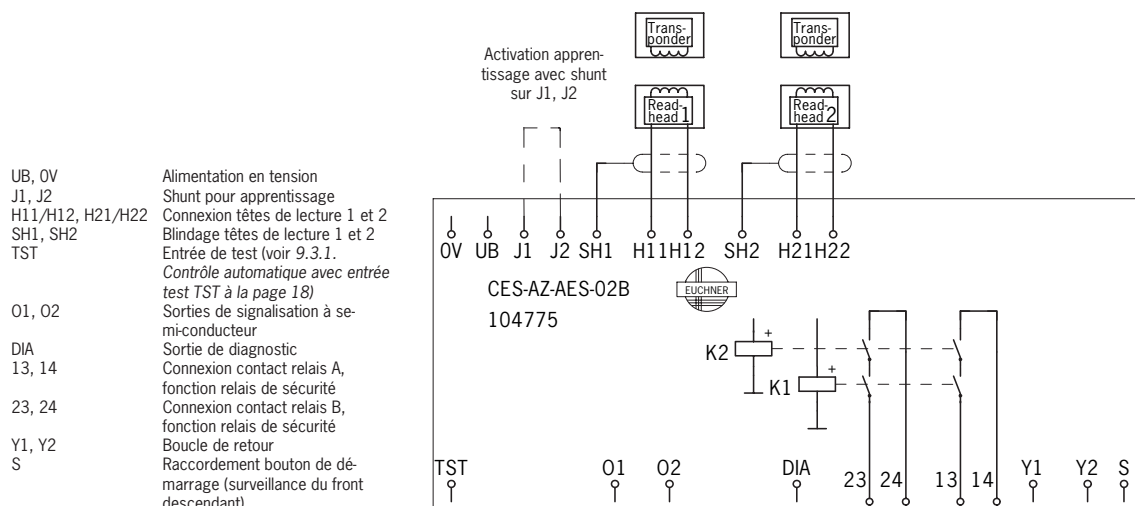 Trans-
ponder
Trans-
ponder
Activation appren-
tissage avec shunt
sur J1, J2
Read-
head 1
Read-
head 2
UB, 0V Alimentation en tension
J1, J2 Shunt pour apprentissage
H11/H12, H21/H22 Connexion têtes de lecture 1 et 2
SH1, SH2 Blindage têtes de lecture 1 et 2
TST Entrée de test (voir 9.3.1.
Contrôle automatique avec entrée
test TST à la page 18)
O1, O2 Sorties de signalisation à se-
mi-conducteur
DIA Sortie de diagnostic
13, 14 Connexion contact relais A,
fonction relais de sécurité
23, 24 Connexion contact relais B,
fonction relais de sécurité
Y1, Y2 Boucle de retour
S Raccordement bouton de dé-
marrage (surveillance du front
descendant)
0V UB J1 J2 SH1 H11 H12 SH2 H21 H22
CES-AZ-AES-02B
104775
EUCHNER
K2 +
K1 +
TST O1 O2 DIA 23 24 13 14 Y1 Y2 S